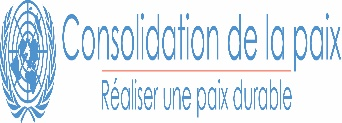 Consolidation de la paix
Réaliser une paix durable